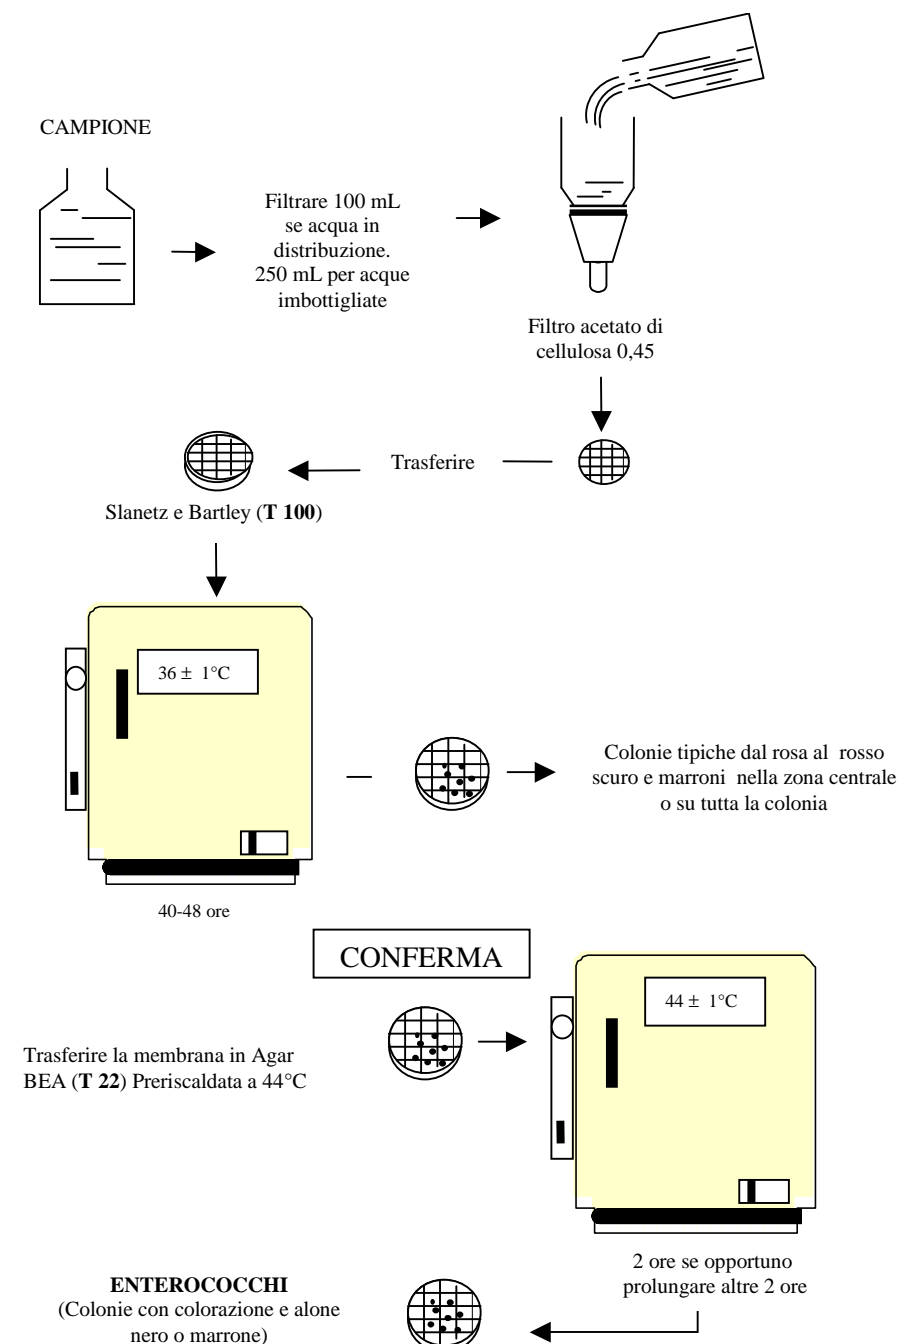 CAMPIONE
Filtrare 100 mL
se acqua in
distribuzione.
250 mL per acque
imbottigliate
Filtro acetato di
cellulosa 0,45
Trasferire
Slanetz e Bartley (T 100)
36 ± 1°C
Colonie tipiche dal rosa al rosso
scuro e marroni nella zona centrale
o su tutta la colonia
40-48 ore
CONFERMA
44 ± 1°C
Trasferire la membrana in Agar
BEA (T 22) Preriscaldata a 44°C
2 ore se opportuno
prolungare altre 2 ore
ENTEROCOCCHI
(Colonie con colorazione e alone
nero o marrone)